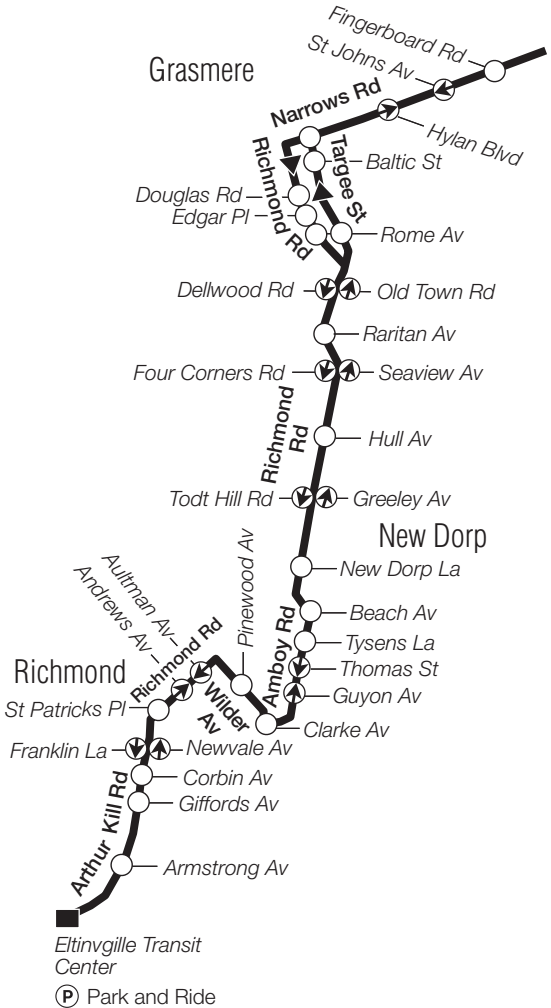 Fingerboard Rd
St Johns Av
Grasmere
Narrows Rd
Hylan Blvd
Richmond Rd
Targee St
Baltic St
Douglas Rd
Edgar Pl
Rome Av
Dellwood Rd
Old Town Rd
Raritan Av
Four Corners Rd
Seaview Av
Richmond
Rd
Hull Av
Todt Hill Rd
Greeley Av
New Dorp
New Dorp La
Pinewood Av
Aultman Av
Andrews Av
Amboy Rd
Beach Av
Tysens La
Richmond
Richmond Rd
Thomas St
Wilder
Av
Guyon Av
St Patricks Pl
Clarke Av
Franklin La
Newvale Av
Corbin Av
Giffords Av
Arthur Kill Rd
Armstrong Av
Eltinvgille Transit
Center
P Park and Ride